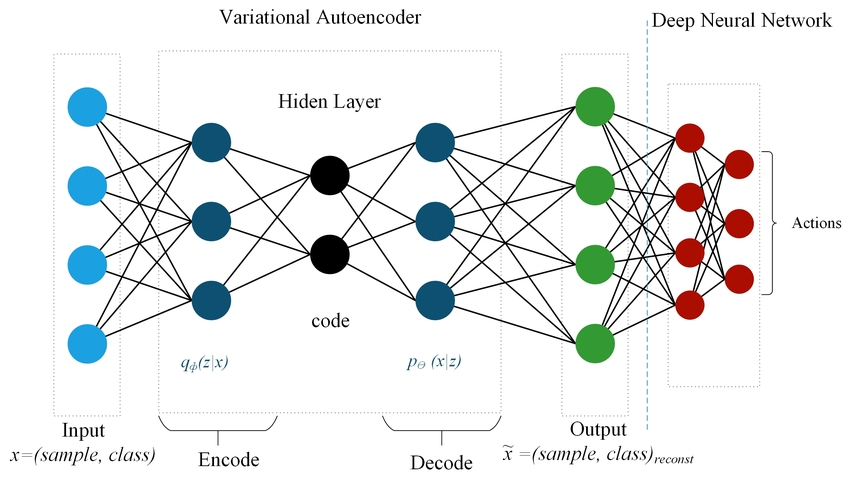 Variational Autoencoder
Deep Neural Network
Hiden Layer
Actions
code
qϕ(z|x)
pΘ (x|z)
Input
x=(sample, class)
Encode
Decode
Output
x̃ =(sample, class)reconst